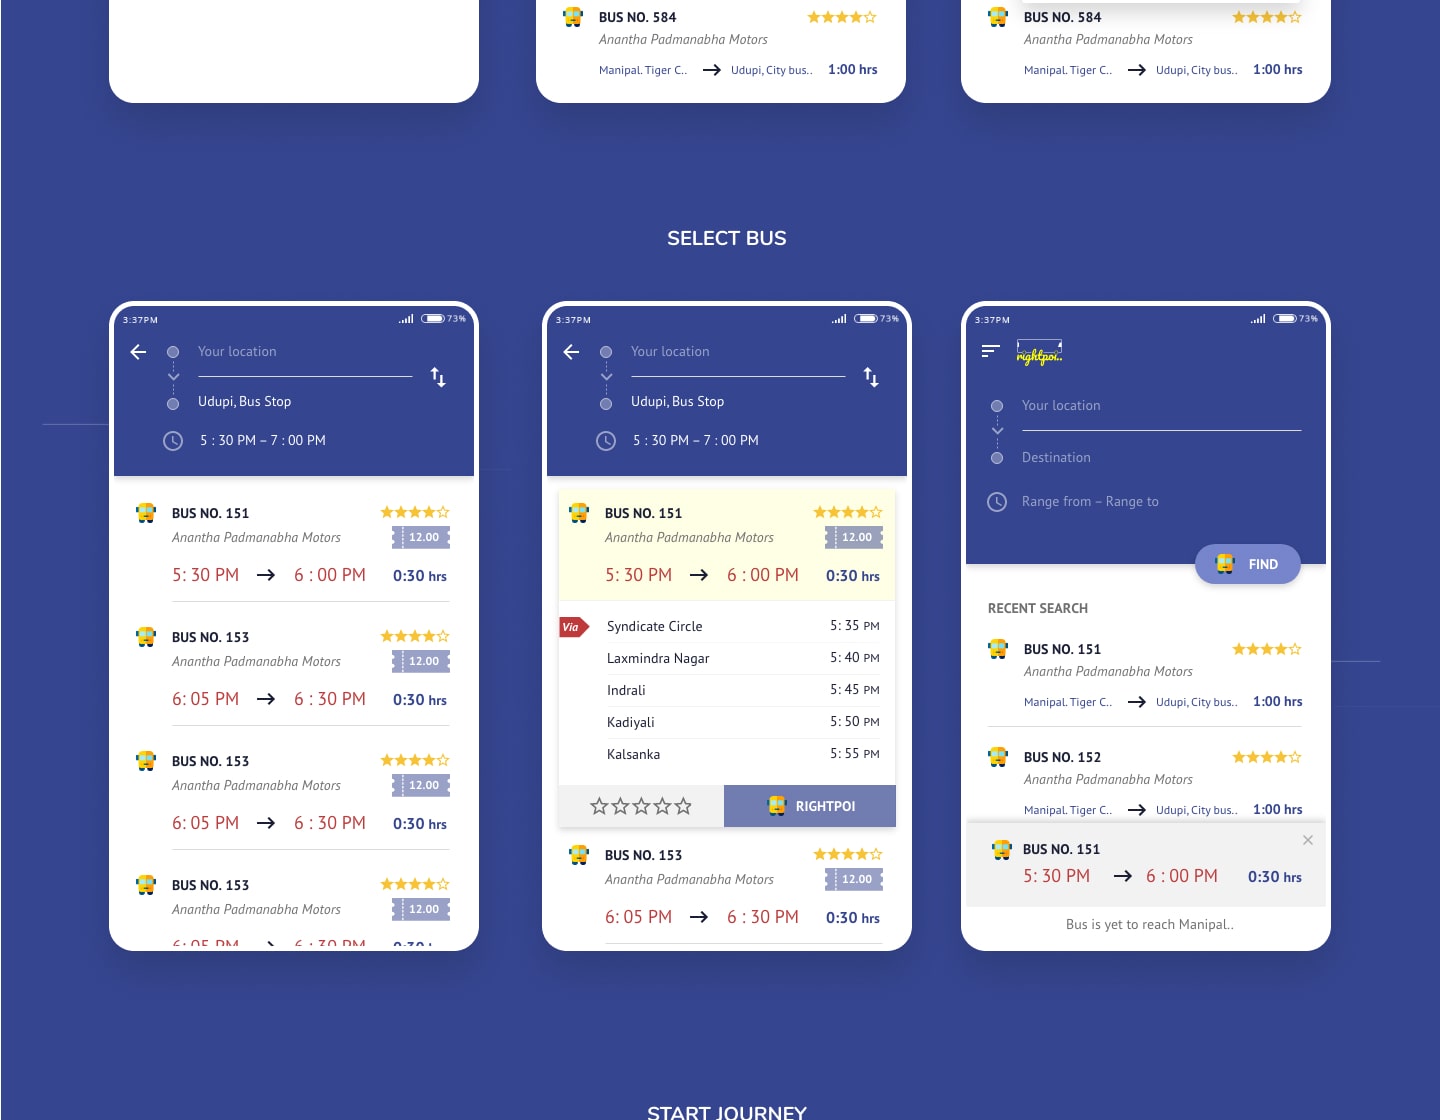 BUS NO. 584
Anantha Padmanabha Motors
Manipal. Tiger C.. Udupi, City bus.. 1:00 hrs
BUS NO. 584
Anantha Padmanabha Motors
Manipal. Tiger C.. Udupi, City bus.. 1:00 hrs
SELECT BUS
3:37PM 73%
Your location
Udupi, Bus Stop
5 : 30 PM – 7 : 00 PM
BUS NO. 151
Anantha Padmanabha Motors 12.00
5: 30 PM 6 : 00 PM 0:30 hrs
BUS NO. 153
Anantha Padmanabha Motors 12.00
6: 05 PM 6 : 30 PM 0:30 hrs
BUS NO. 153
Anantha Padmanabha Motors 12.00
6: 05 PM 6 : 30 PM 0:30 hrs
BUS NO. 153
Anantha Padmanabha Motors 12.00
6: 05 PM 6 : 30 PM
3:37PM 73%
Your location
Udupi, Bus Stop
5 : 30 PM – 7 : 00 PM
BUS NO. 151
Anantha Padmanabha Motors 12.00
5: 30 PM 6 : 00 PM 0:30 hrs
Via Syndicate Circle 5: 35 PM
Laxmindra Nagar 5: 40 PM
Indrali 5: 45 PM
Kadiyali 5: 50 PM
Kalsanka 5: 55 PM
RIGHTPOI
BUS NO. 153
Anantha Padmanabha Motors 12.00
6: 05 PM 6 : 30 PM 0:30 hrs
3:37PM 73%
rightpoi..
Your location
Destination
Range from – Range to
FIND
RECENT SEARCH
BUS NO. 151
Anantha Padmanabha Motors
Manipal. Tiger C.. Udupi, City bus.. 1:00 hrs
BUS NO. 152
Anantha Padmanabha Motors
Manipal. Tiger C.. Udupi, City bus.. 1:00 hrs
BUS NO. 151
5: 30 PM 6 : 00 PM 0:30 hrs
Bus is yet to reach Manipal..
START JOURNEY